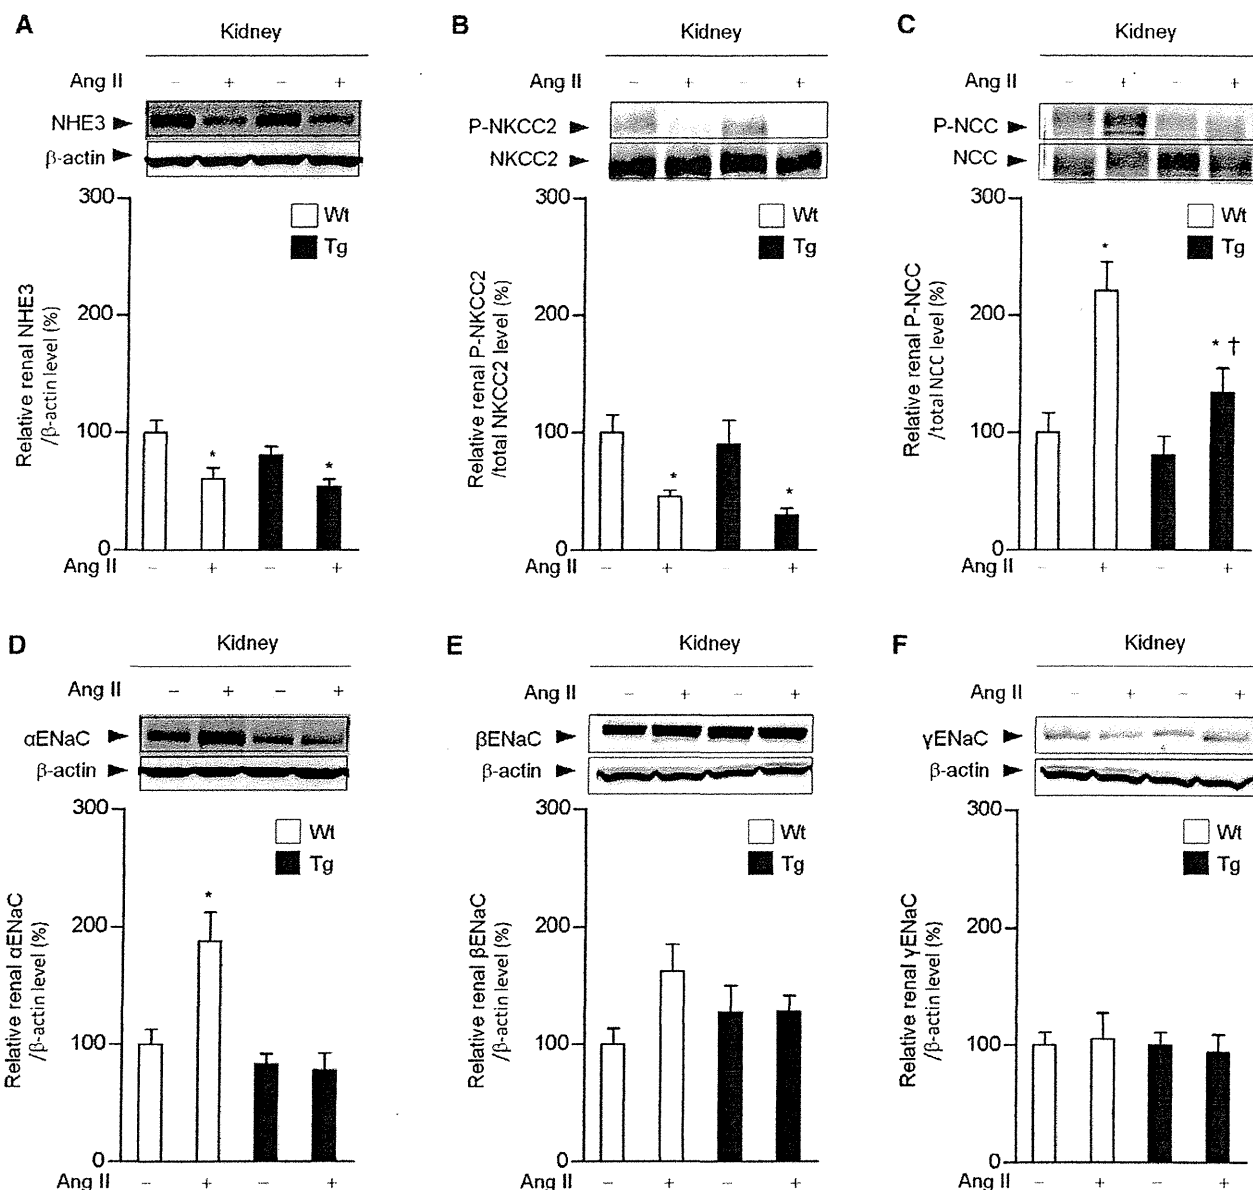 A
Kidney
Ang II − + − +
NHE3
β-actin
300
200
100
0
Wt
Tg
Relative renal NHE3
/β-actin level (%)
Ang II − + − +
*
*
B
Kidney
Ang II − + − +
P-NKCC2
NKCC2
300
200
100
0
Wt
Tg
Relative renal P-NKCC2
/total NKCC2 level (%)
Ang II − + − +
*
*
C
Kidney
Ang II − + − +
P-NCC
NCC
300
200
100
0
Wt
Tg
Relative renal P-NCC
/total NCC level (%)
Ang II − + − +
*
* †
D
Kidney
Ang II − + − +
αENaC
β-actin
300
200
100
0
Wt
Tg
Relative renal αENaC
/β-actin level (%)
Ang II − + − +
*
E
Kidney
Ang II − + − +
βENaC
β-actin
300
200
100
0
Wt
Tg
Relative renal βENaC
/β-actin level (%)
Ang II − + − +
F
Kidney
Ang II − + − +
γENaC
β-actin
300
200
100
0
Wt
Tg
Relative renal γENaC
/β-actin level (%)
Ang II − + − +